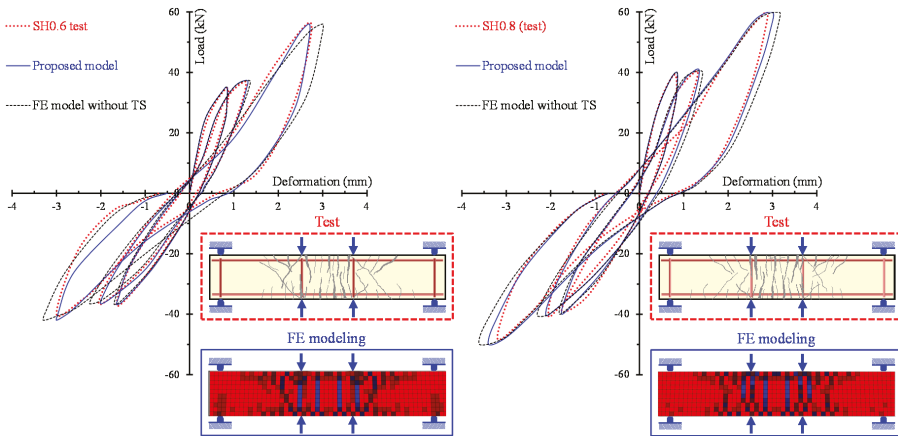 60
Load (kN)
SH0.6 test
40
Proposed model
FE model without TS
20
Deformation (mm)
0
-4
-3
-2
-1
0
1
2
3
4
Test
-20
-40
FE modeling
-60
60
Load (kN)
SH0.8 (test)
40
Proposed model
FE model without TS
20
Deformation (mm)
0
-4
-3
-2
-1
0
1
2
3
4
Test
-20
-40
FE modeling
-60